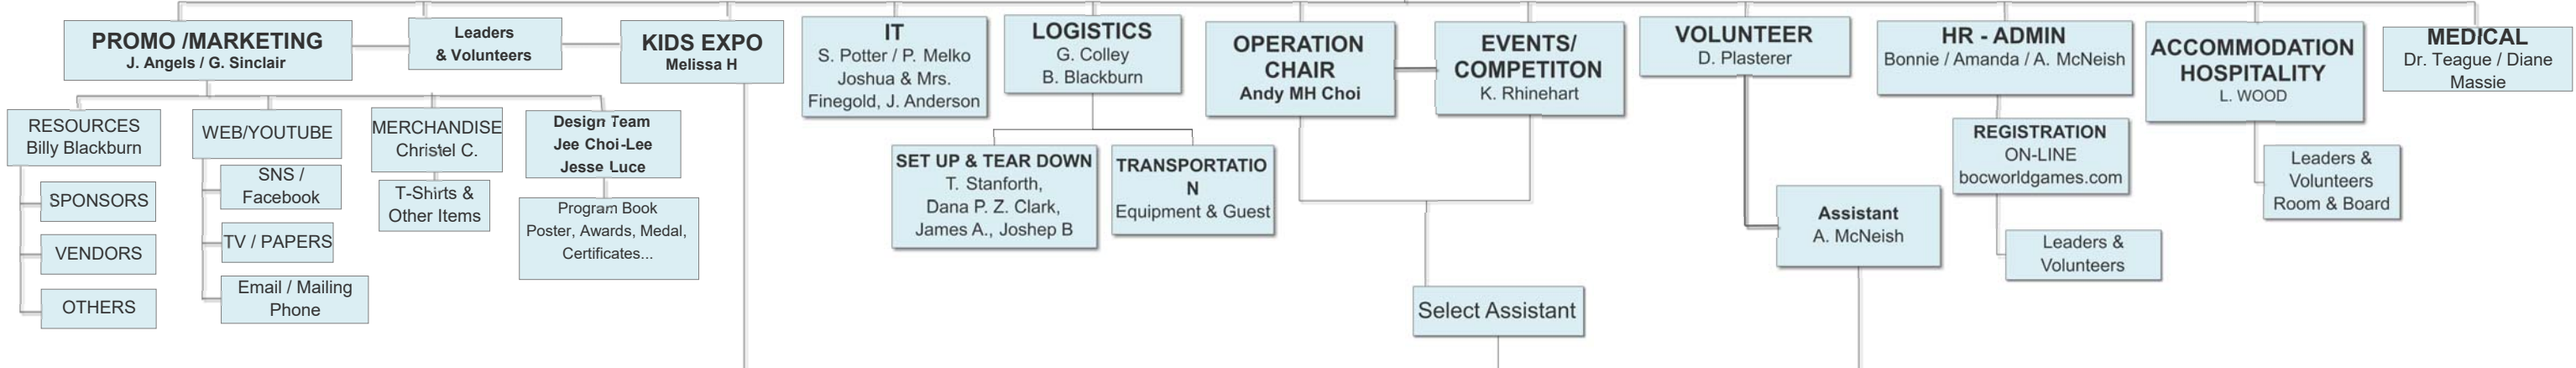 PROMO /MARKETING
J. Angels / G. Sinclair
Leaders
& Volunteers
KIDS EXPO
Melissa H
IT
S. Potter / P. Melko
Joshua & Mrs.
Finegold, J. Anderson
LOGISTICS
G. Colley
B. Blackburn
OPERATION
CHAIR
Andy MH Choi
EVENTS/
COMPETITON
K. Rhinehart
VOLUNTEER
D. Plasterer
HR - ADMIN
Bonnie / Amanda / A. McNeish
ACCOMMODATION
HOSPITALITY
L. WOOD
MEDICAL
Dr. Teague / Diane
Massie
RESOURCES
Billy Blackburn
SPONSORS
VENDORS
OTHERS
WEB/YOUTUBE
SNS /
Facebook
TV / PAPERS
Email / Mailing
Phone
MERCHANDISE
Christel C.
T-Shirts &
Other Items
Design Team
Jee Choi-Lee
Jesse Luce
Program Book
Poster, Awards, Medal,
Certificates...
SET UP & TEAR DOWN
T. Stanforth,
Dana P. Z. Clark,
James A., Joshep B
TRANSPORTATIO
N
Equipment & Guest
Select Assistant
Assistant
A. McNeish
REGISTRATION
ON-LINE
bocworldgames.com
Leaders &
Volunteers
Leaders &
Volunteers
Room & Board